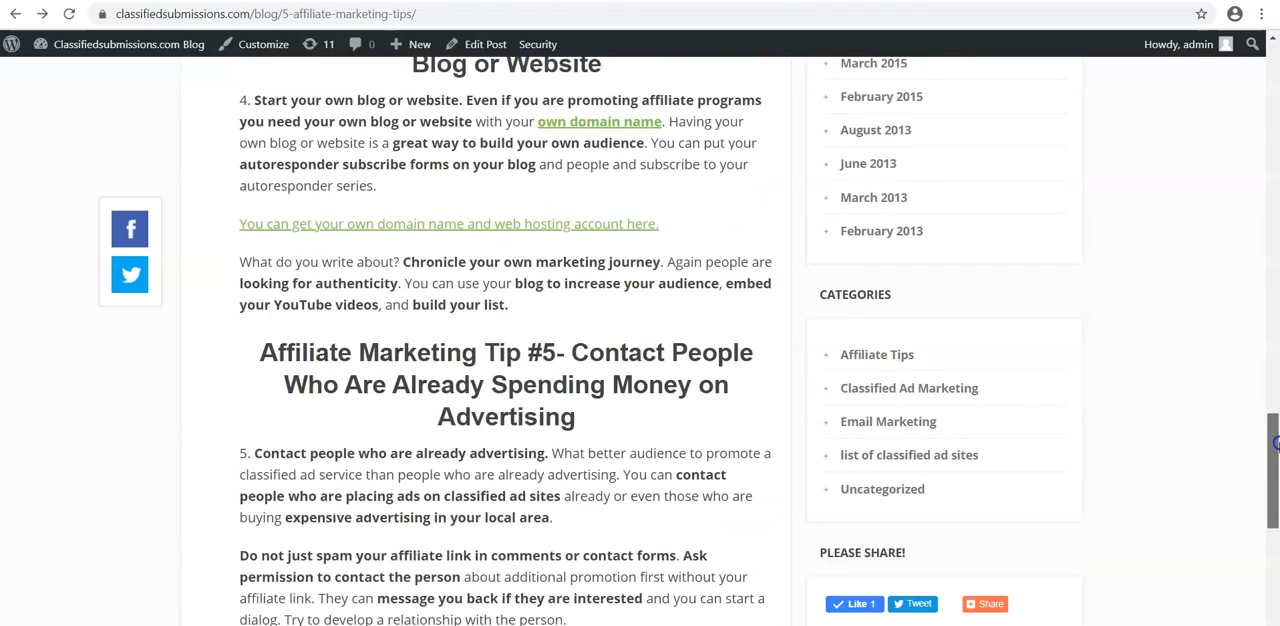 classifiedsubmissions.com/blog/5-affiliate-marketing-tips/
Classifiedsubmissions.com Blog Customize 11 0 New Edit Post Security Howdy, admin
Blog or Website
4. Start your own blog or website. Even if you are promoting affiliate programs
you need your own blog or website with your own domain name. Having your
own blog or website is a great way to build your own audience. You can put your
autoresponder subscribe forms on your blog and people and subscribe to your
autoresponder series.
You can get your own domain name and web hosting account here.
What do you write about? Chronicle your own marketing journey. Again people are
looking for authenticity. You can use your blog to increase your audience, embed
your YouTube videos, and build your list.
Affiliate Marketing Tip #5- Contact People
Who Are Already Spending Money on
Advertising
5. Contact people who are already advertising. What better audience to promote a
classified ad service than people who are already advertising. You can contact
people who are placing ads on classified ad sites already or even those who are
buying expensive advertising in your local area.
Do not just spam your affiliate link in comments or contact forms. Ask
permission to contact the person about additional promotion first without your
affiliate link. They can message you back if they are interested and you can start a
dialog. Try to develop a relationship with the person.
March 2015
February 2015
August 2013
June 2013
March 2013
February 2013
CATEGORIES
Affiliate Tips
Classified Ad Marketing
Email Marketing
list of classified ad sites
Uncategorized
PLEASE SHARE!
Like 1 Tweet Share